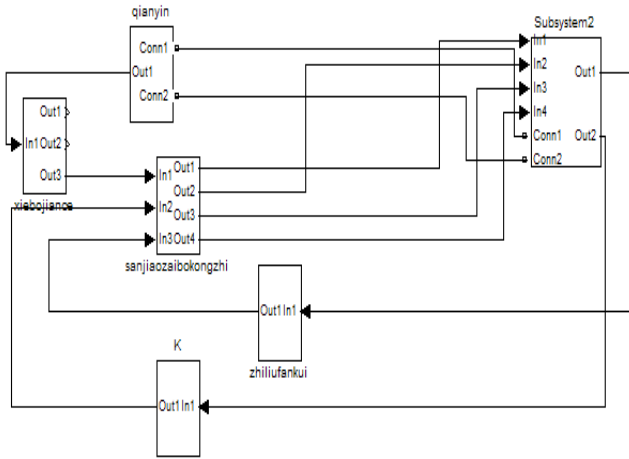 qianyin
Conn1
Out1
Conn2
Subsystem2
In1
In2
In3
In4
Conn1
Conn2
Out1
Out2
Out1
In1 Out2
Out3
xiebojiance
In1
In2
In3
Out1
Out2
Out3
Out4
sanjiaozaibokongzhi
Out1 In1
zhiliufankui
K
Out1 In1